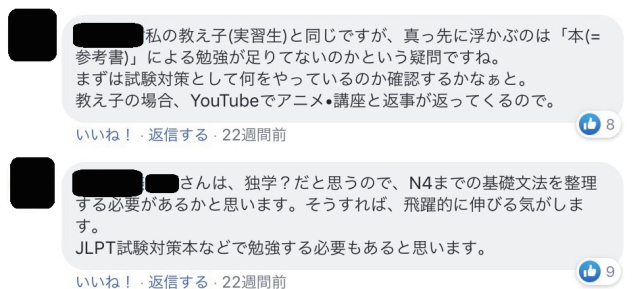 私の教え子(実習生)と同じですが、真っ先に浮かぶのは「本(=
参考書)」による勉強が足りてないのかという疑問ですね。
まずは試験対策として何をやっているのか確認するかなぁと。
教え子の場合、YouTubeでアニメ•講座と返事が返ってくるので。
8
いいね！ · 返信する · 22週間前
さんは、独学？だと思うので、N4までの基礎文法を整理
する必要があるかと思います。そうすれば、飛躍的に伸びる気がしま
す。
JLPT試験対策本などで勉強する必要もあると思います。
9
いいね！ · 返信する · 22週間前